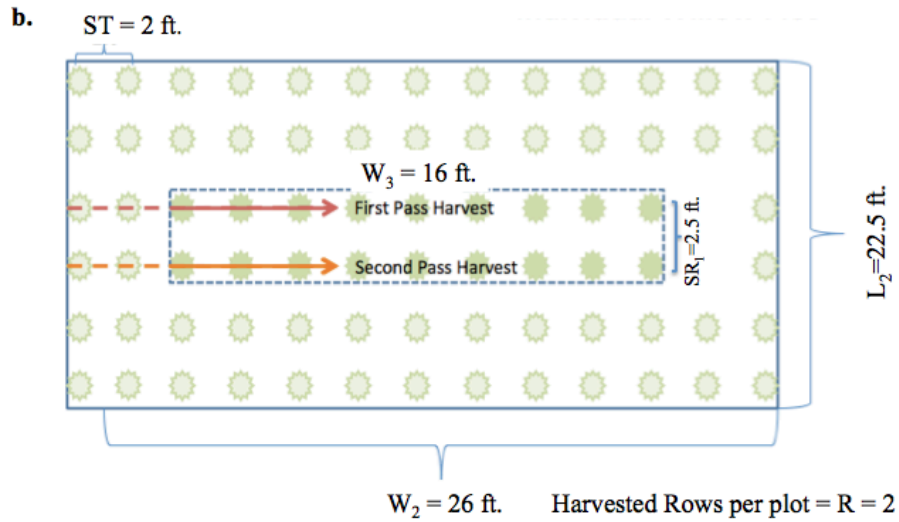 b.
ST = 2 ft.
W₃ = 16 ft.
First Pass Harvest
Second Pass Harvest
SR₁=2.5 ft.
L₂=22.5 ft.
W₂ = 26 ft.
Harvested Rows per plot = R = 2